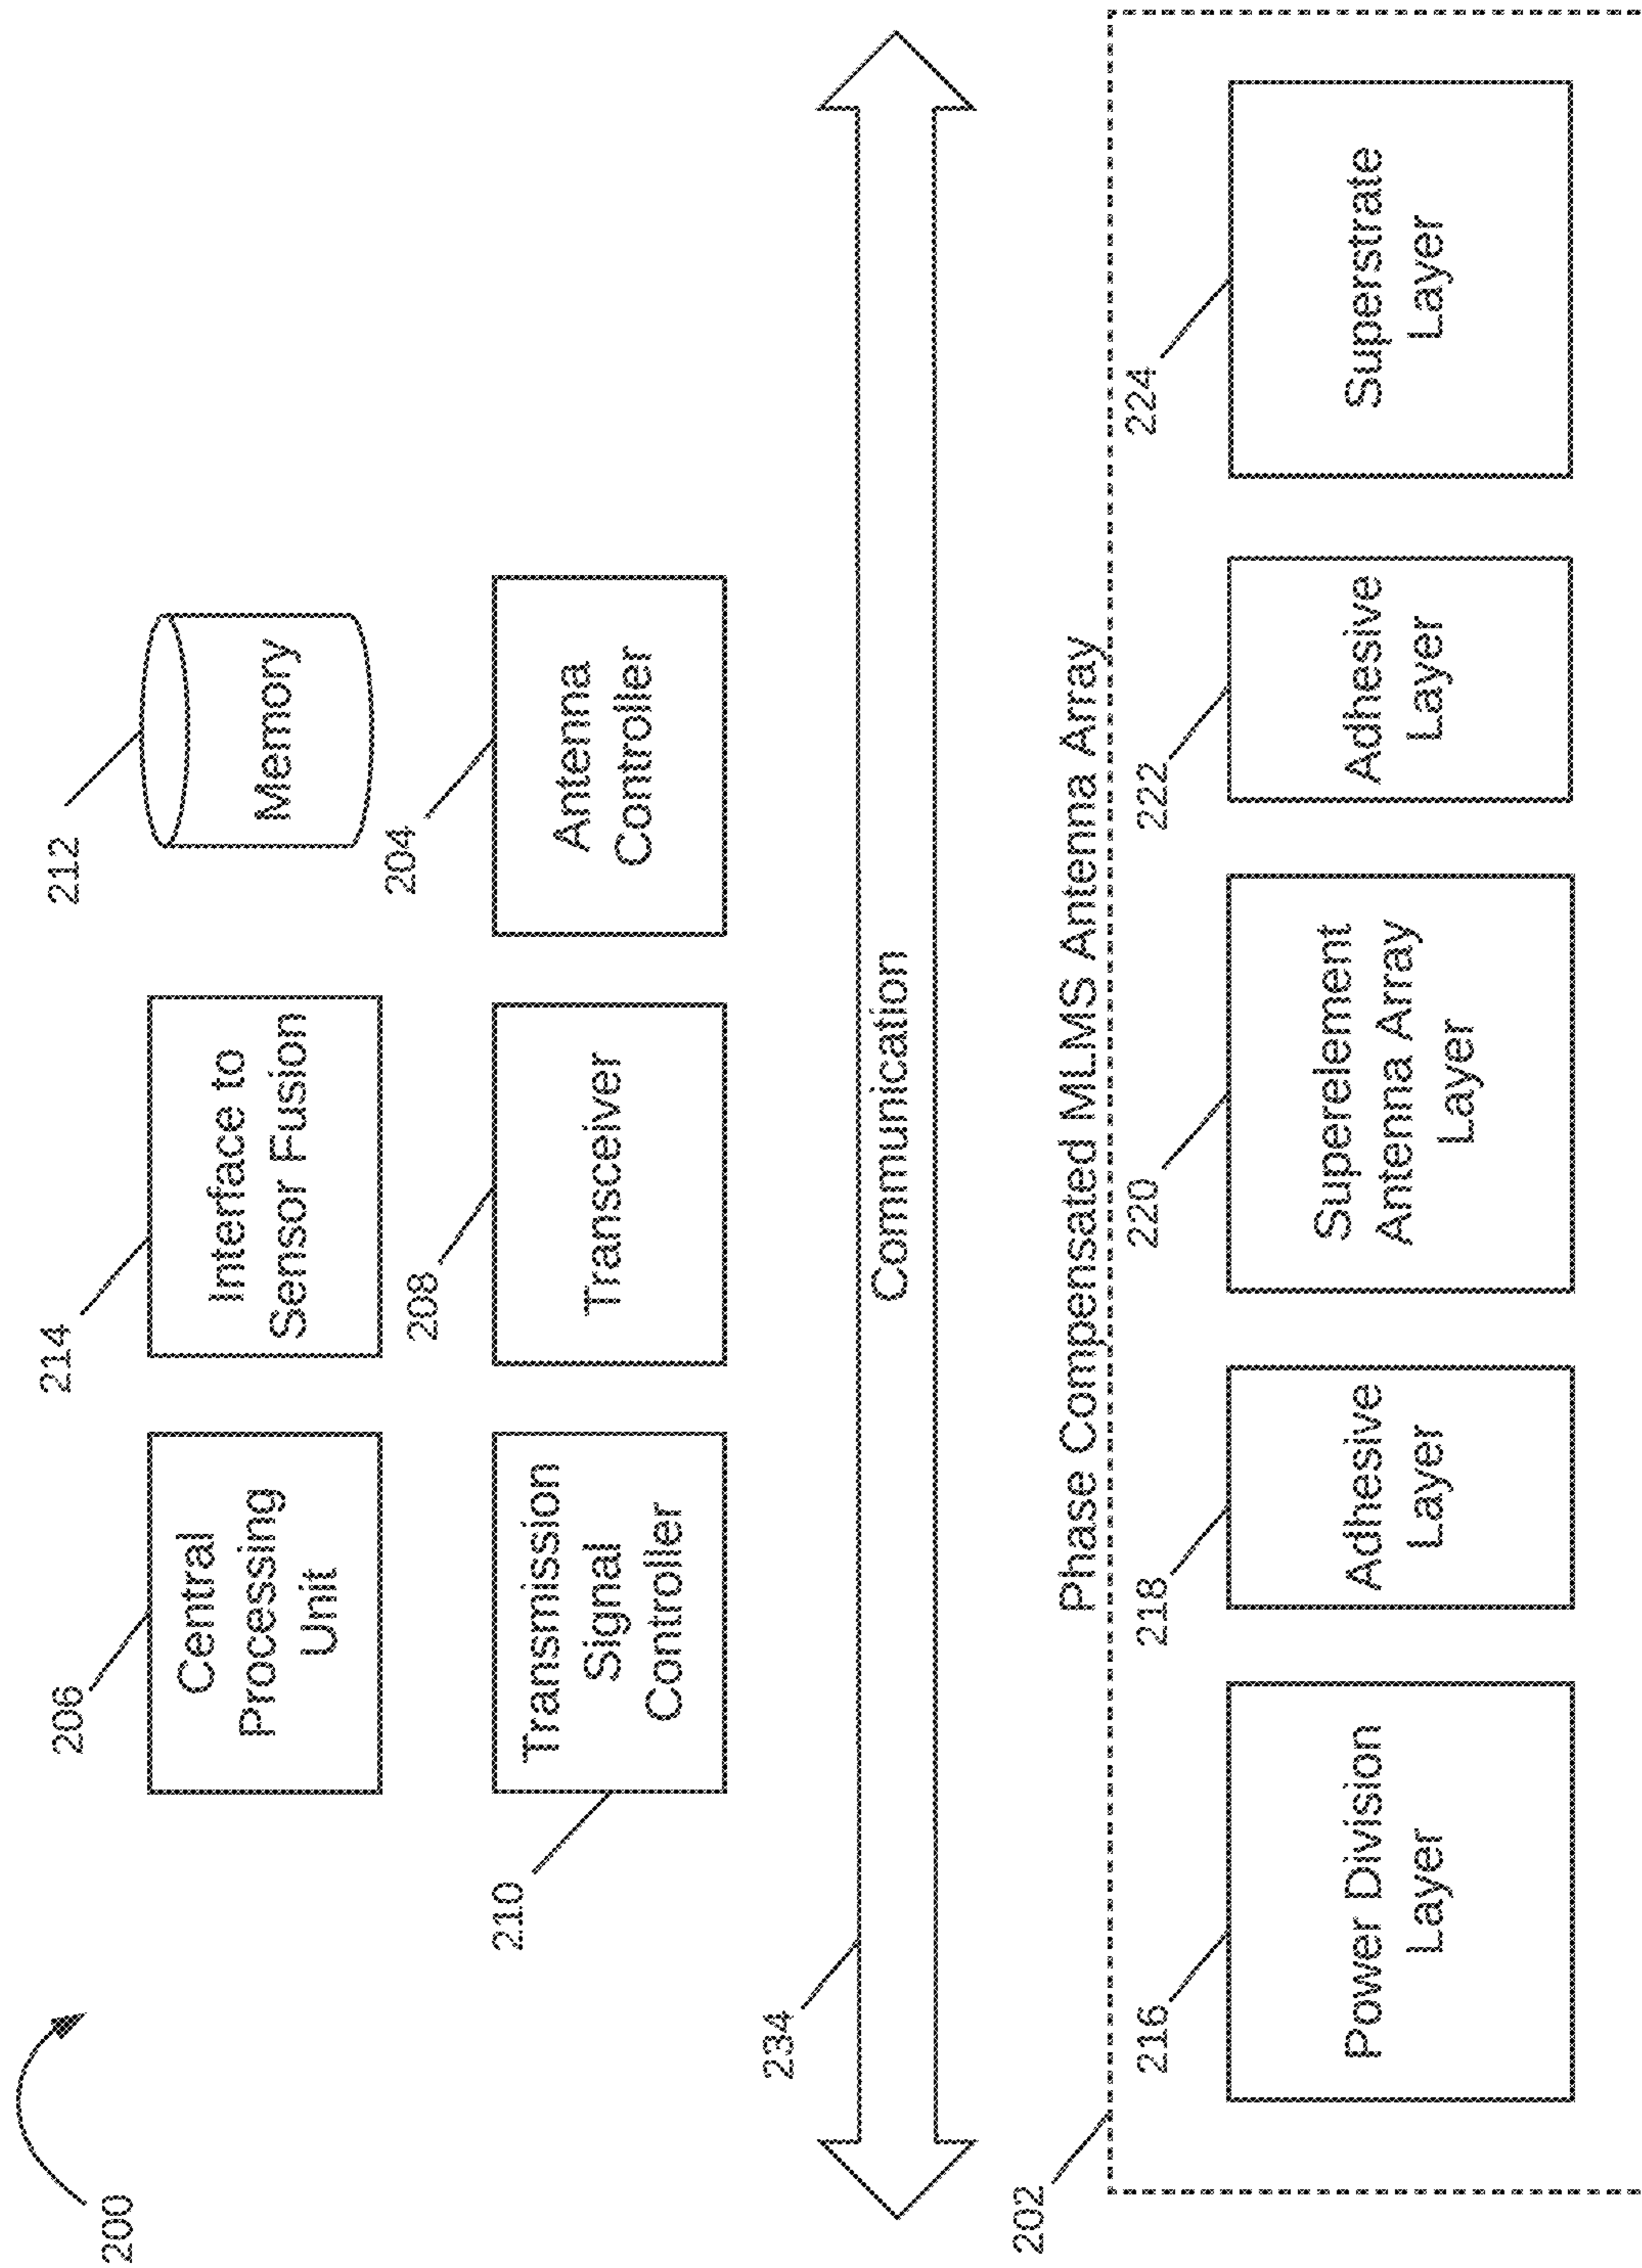 200
206
Central
Processing
Unit
214
Interface to
Sensor Fusion
212
Memory
210
Transmission
Signal
Controller
208
Transceiver
204
Antenna
Controller
234
Communication
202
Phase Compensated MLMS Antenna Array
216
Power Division
Layer
218
Adhesive
Layer
220
Superelement
Antenna Array
Layer
222
Adhesive
Layer
224
Superstrate
Layer